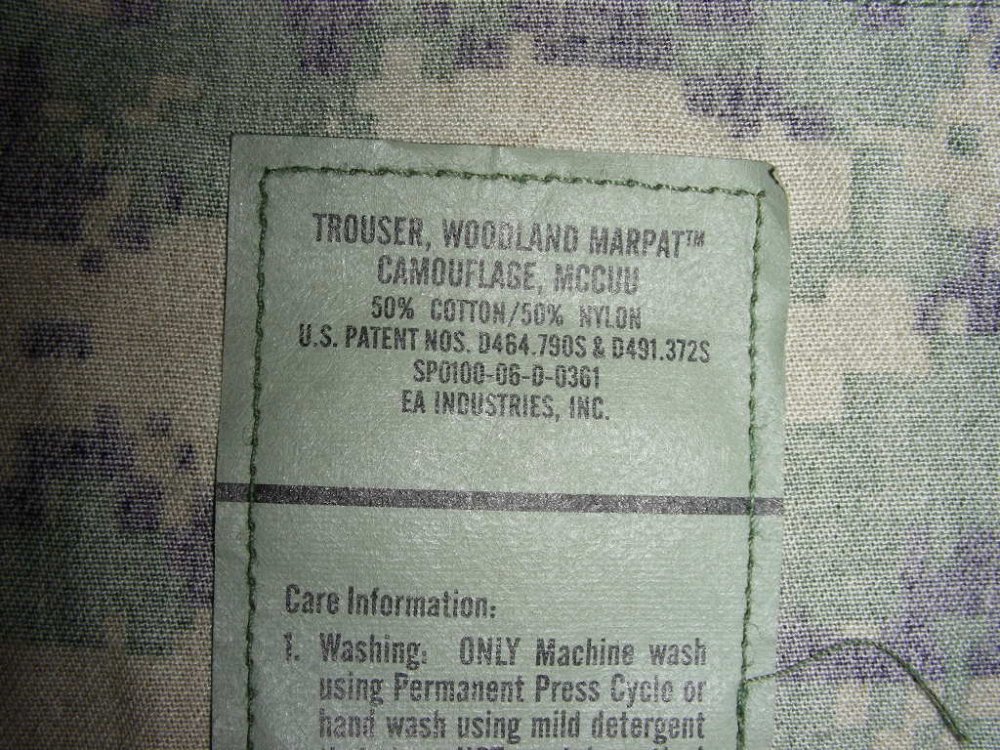 TROUSER, WOODLAND MARPAT™
CAMOUFLAGE, MCCUU
50% COTTON/50% NYLON
U.S. PATENT NOS. D464.790S & D491.372S
SP0100-06-D-0361
EA INDUSTRIES, INC.
Care Information:
1. Washing: ONLY Machine wash
using Permanent Press Cycle or
hand wash using mild detergent